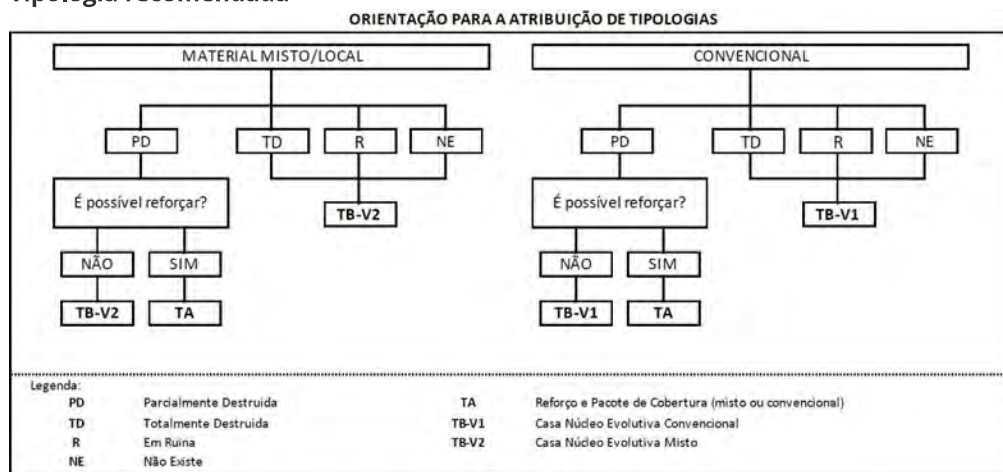 Tipologia recomendada
ORIENTAÇÃO PARA A ATRIBUIÇÃO DE TIPOLOGIAS
MATERIAL MISTO/LOCAL
CONVENCIONAL
PD TD R NE
PD TD R NE
É possível reforçar?
TB-V2
É possível reforçar?
TB-V1
NÃO SIM
NÃO SIM
TB-V2 TA
TB-V1 TA
Legenda:
PD Parcialmente Destruida
TA Reforço e Pacote de Cobertura (misto ou convencional)
TD Totalmente Destruida
TB-V1 Casa Núcleo Evolutiva Convencional
R Em Ruina
TB-V2 Casa Núcleo Evolutiva Misto
NE Não Existe